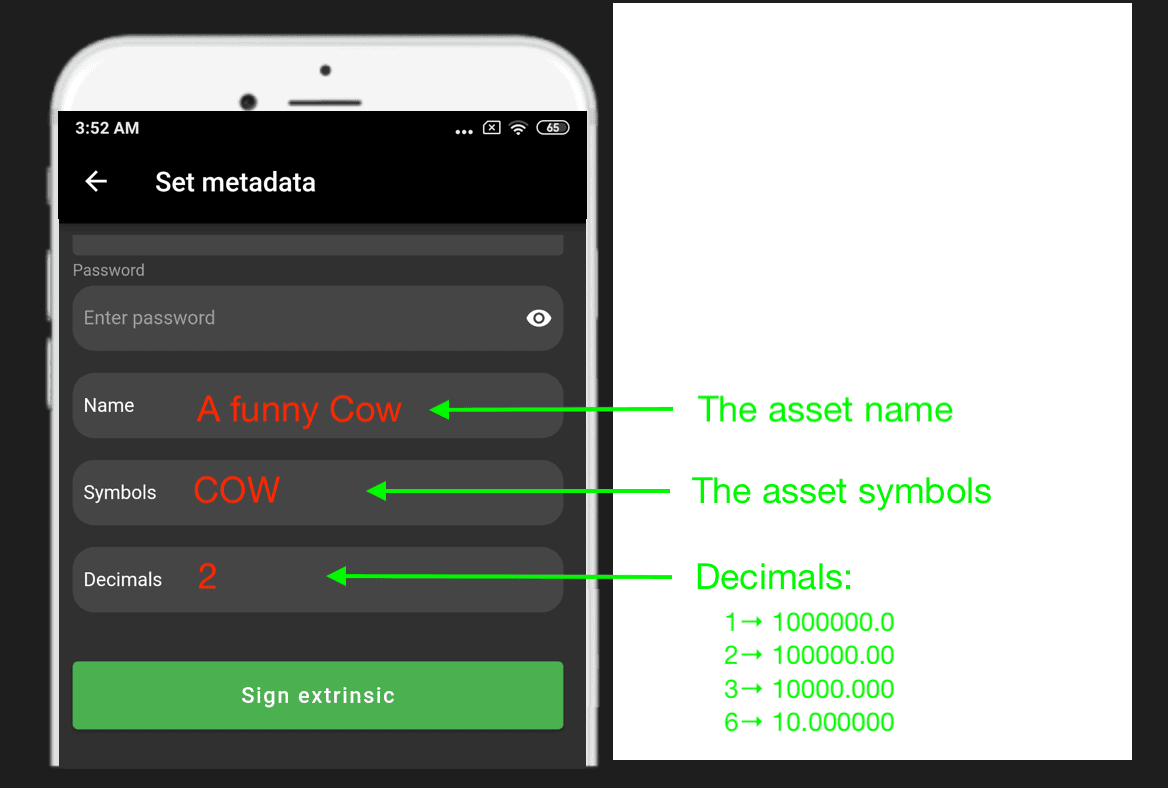 3:52 AM
65
Set metadata
Password
Enter password
Name A funny Cow
The asset name
Symbols COW
The asset symbols
Decimals 2
Decimals:
1→ 1000000.0
2→ 100000.00
3→ 10000.000
6→ 10.000000
Sign extrinsic